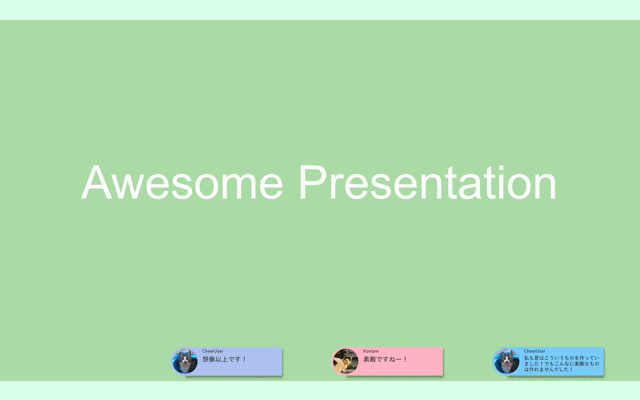 Awesome Presentation
CheerUser
想像以上です！
Kontam
素敵ですねー！
CheerUser
私も昔はこういうものを作ってい
ました！でもこんなに素敵なもの
は作れませんでした！